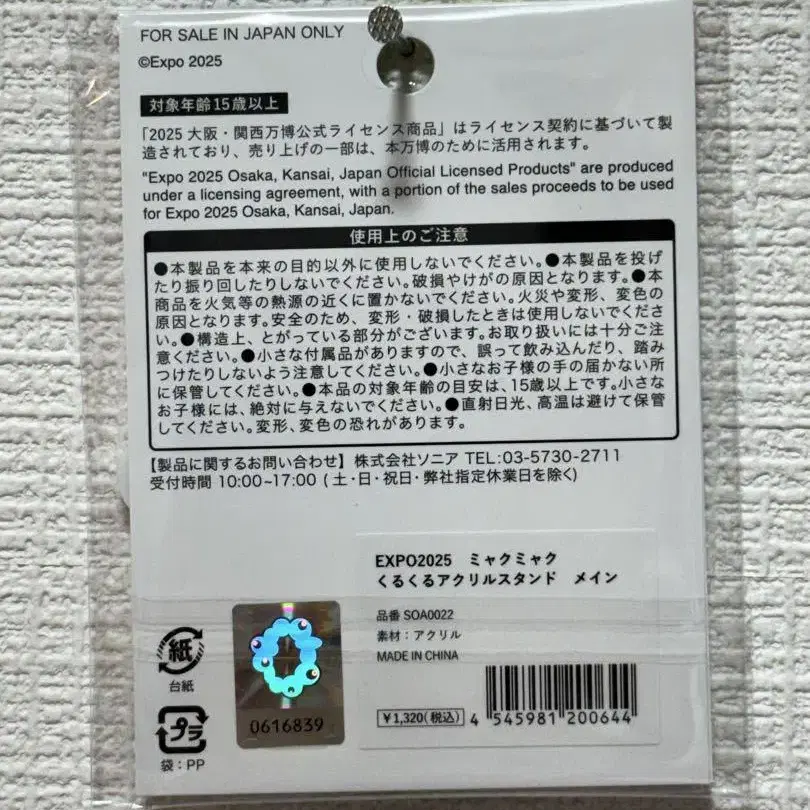 FOR SALE IN JAPAN ONLY
©Expo 2025
対象年齢15歳以上
「2025 大阪・関西万博公式ライセンス商品」はライセンス契約に基づいて製
造されており、売り上げの一部は、本万博のために活用されます。
"Expo 2025 Osaka, Kansai, Japan Official Licensed Products" are produced
under a licensing agreement, with a portion of the sales proceeds to be used
for Expo 2025 Osaka, Kansai, Japan.
使用上のご注意
●本製品を本来の目的以外に使用しないでください。●本製品を投げ
たり振り回したりしないでください。破損やけがの原因となります。●本
商品を火気等の熱源の近くに置かないでください。火災や変形、変色の
原因となります。安全のため、変形・破損したときは使用しないでくださ
い。●構造上、とがっている部分がございます。お取り扱いには十分ご注
意ください。●小さな付属品がありますので、誤って飲み込んだり、踏み
つけたりしないよう注意してください。●小さなお子様の手の届かない所
に保管してください。●本品の対象年齢の目安は、15歳以上です。小さな
お子様には、絶対に与えないでください。●直射日光、高温は避けて保管
してください。変形、変色の恐れがあります。
【製品に関するお問い合わせ】株式会社ソニア TEL:03-5730-2711
受付時間 10:00~17:00 (土・日・祝日・弊社指定休業日を除く)
EXPO2025 ミャクミャク
くるくるアクリルスタンド メイン
品番 SOA0022
素材：アクリル
MADE IN CHINA
¥1,320(税込)
4 545981 200644
紙
台紙
プラ
袋：PP
0616839